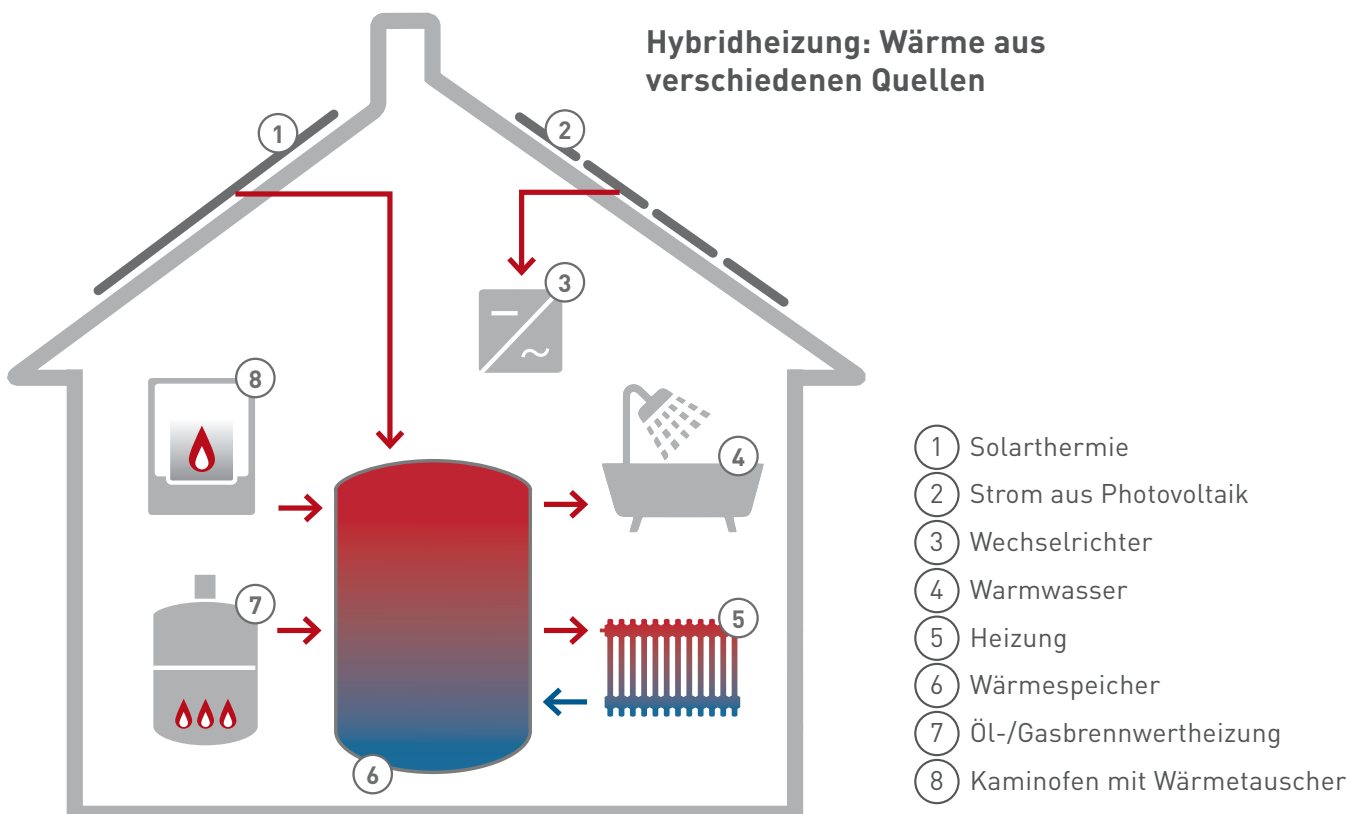 Hybridheizung: Wärme aus
verschiedenen Quellen
1
2
3
8
4
7
5
6
1 Solarthermie
2 Strom aus Photovoltaik
3 Wechselrichter
4 Warmwasser
5 Heizung
6 Wärmespeicher
7 Öl-/Gasbrennwertheizung
8 Kaminofen mit Wärmetauscher